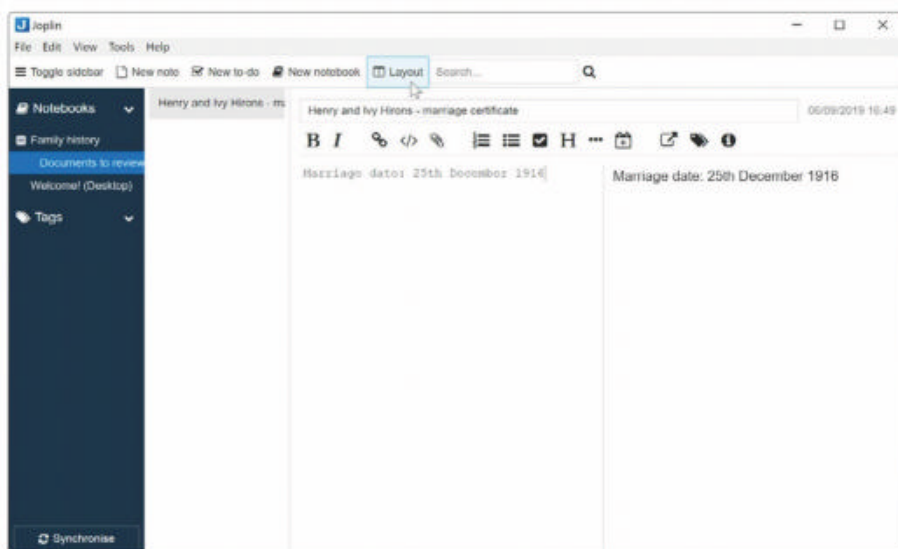 Joplin
File Edit View Tools Help
Toggle sidebar New note New to-do New notebook Layout Search...
Notebooks
Family history
Documents to review
Welcome! (Desktop)
Tags
Synchronise
Henry and Ivy Hirons - ma
Henry and Ivy Hirons - marriage certificate
06/09/2019 16:49
B I H
Marriage date: 25th December 1916
Marriage date: 25th December 1916